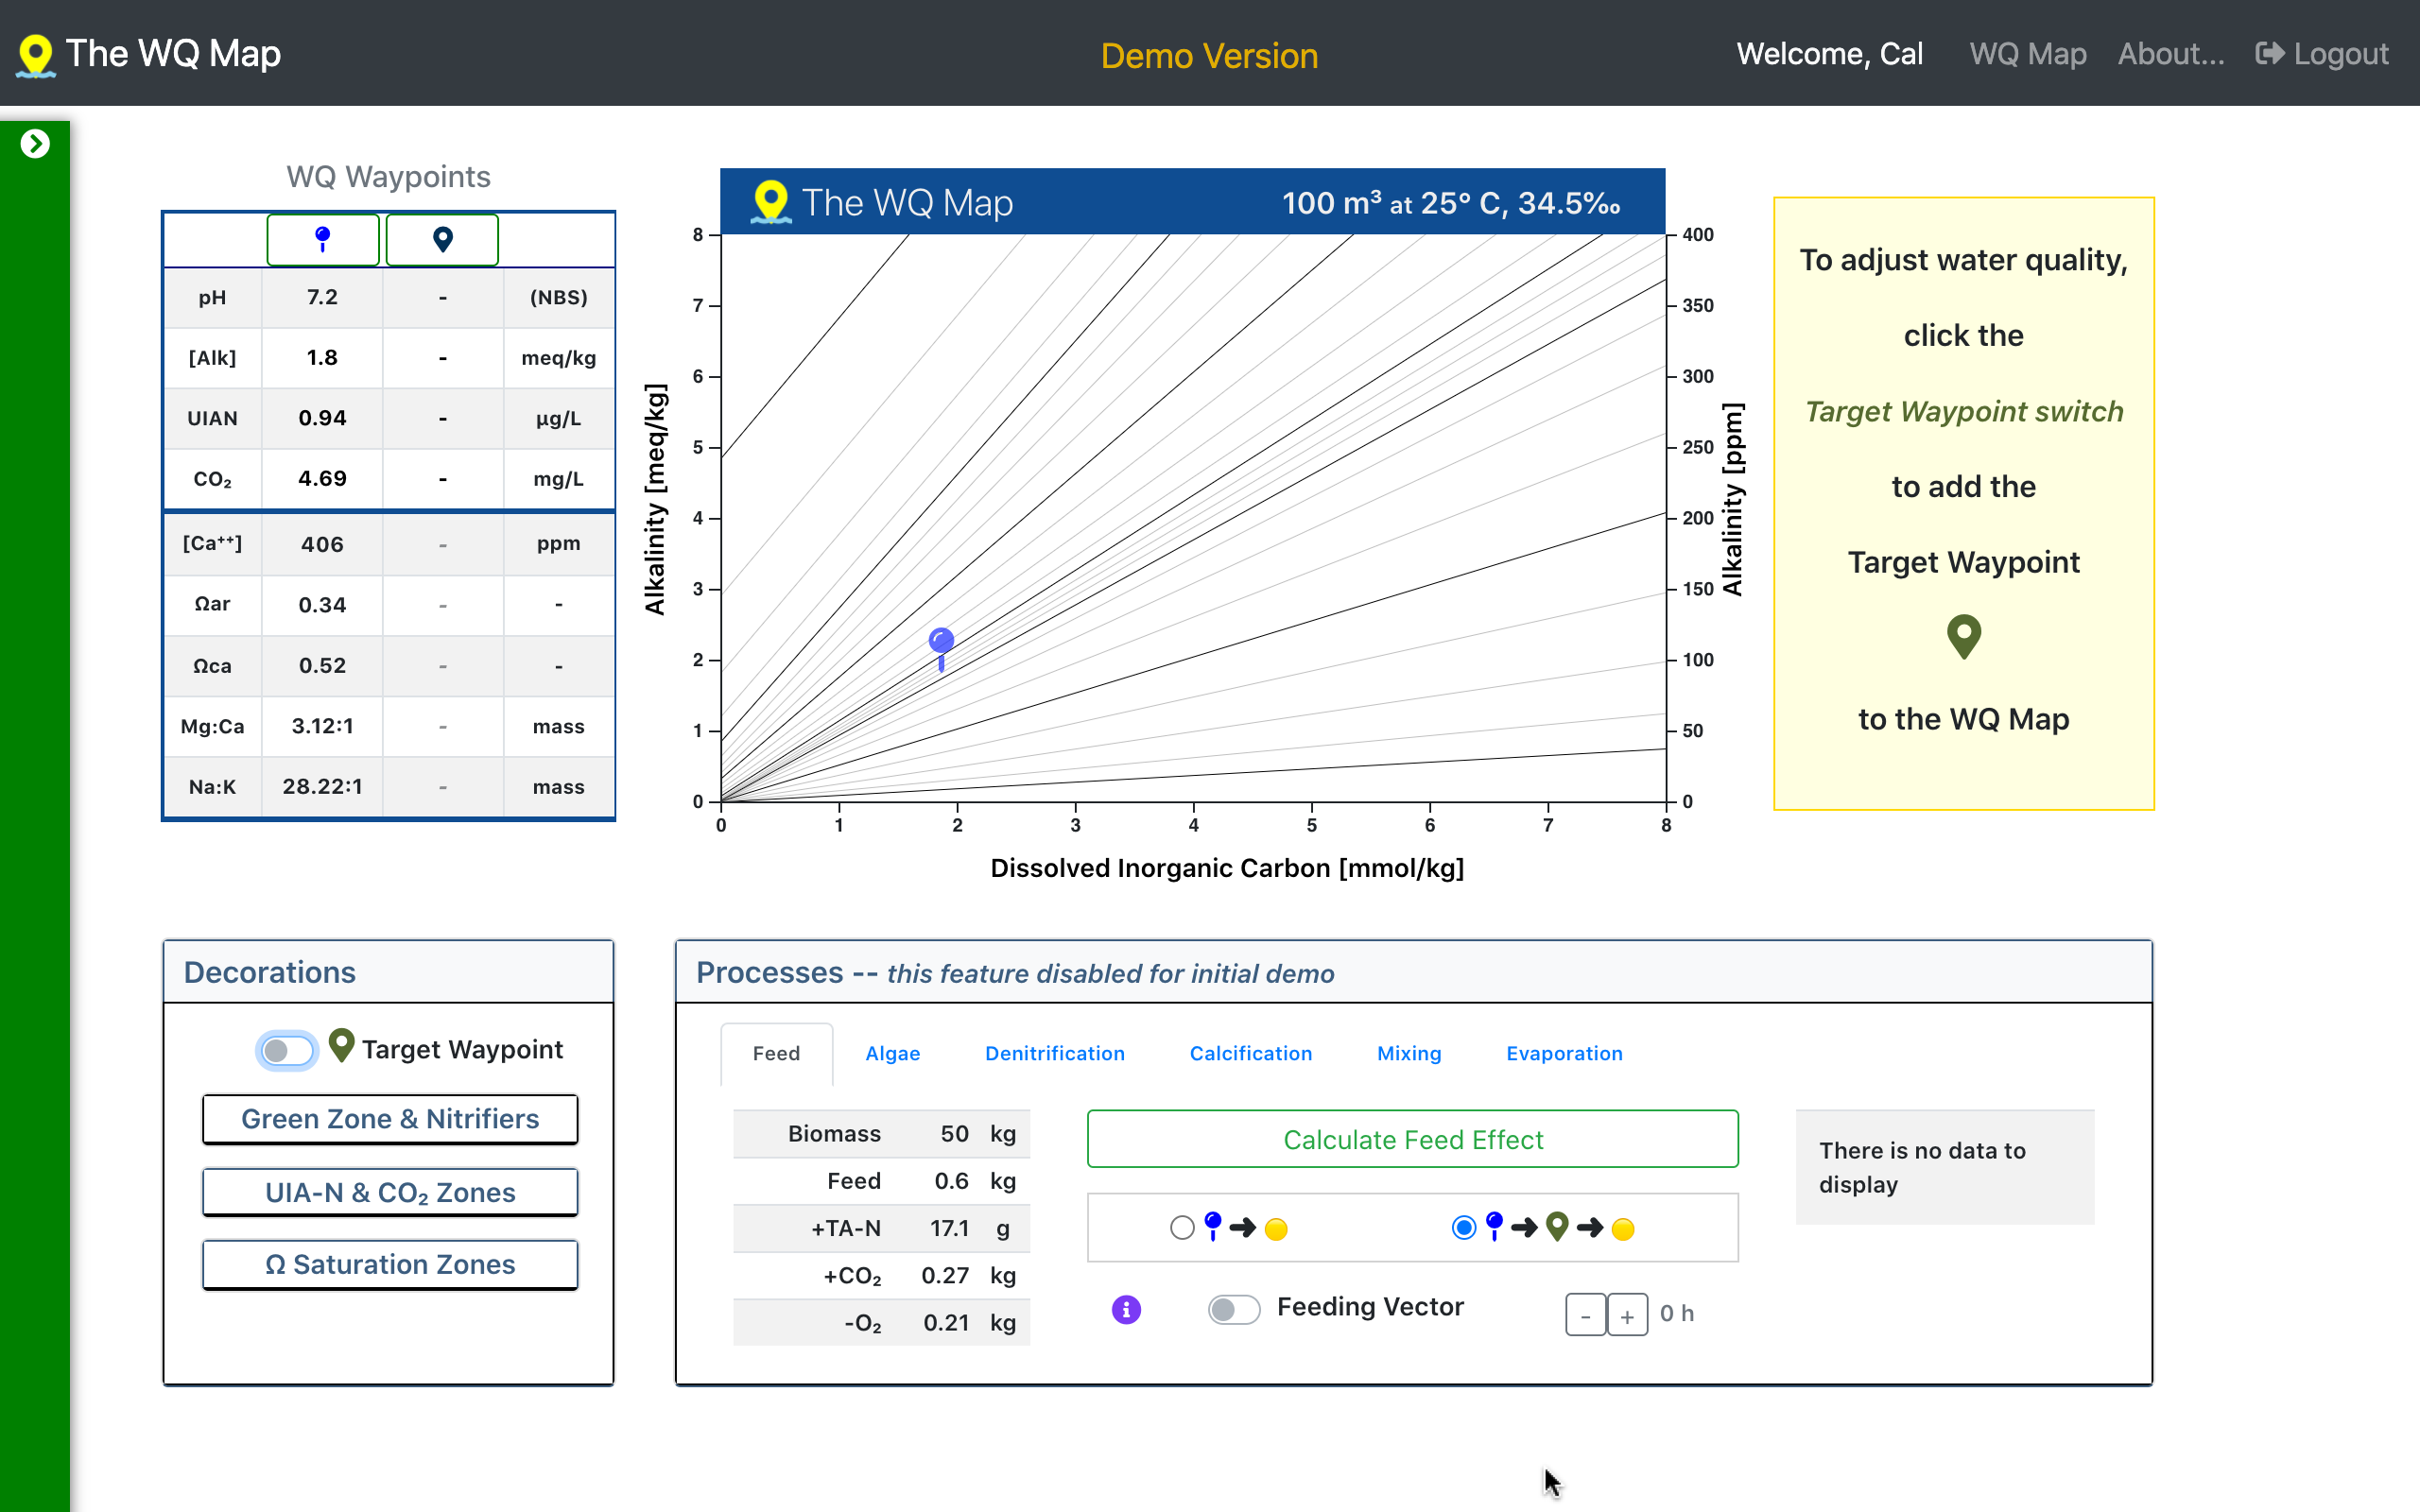 The WQ Map
Demo Version
Welcome, Cal
WQ Map
About...
Logout
WQ Waypoints
pH 7.2 - (NBS)
[Alk] 1.8 - meq/kg
UIAN 0.94 - µg/L
CO₂ 4.69 - mg/L
[Ca⁺⁺] 406 - ppm
Ωar 0.34 - -
Ωca 0.52 - -
Mg:Ca 3.12:1 - mass
Na:K 28.22:1 - mass
The WQ Map
100 m³ at 25° C, 34.5‰
8
7
6
5
4
3
2
1
0
Alkalinity [meq/kg]
0 1 2 3 4 5 6 7 8
Dissolved Inorganic Carbon [mmol/kg]
400
350
300
250
200
150
100
50
0
Alkalinity [ppm]
To adjust water quality,
click the
Target Waypoint switch
to add the
Target Waypoint
to the WQ Map
Decorations
Target Waypoint
Green Zone & Nitrifiers
UIA-N & CO₂ Zones
Ω Saturation Zones
Processes -- this feature disabled for initial demo
Feed Algae Denitrification Calcification Mixing Evaporation
Biomass 50 kg
Feed 0.6 kg
+TA-N 17.1 g
+CO₂ 0.27 kg
-O₂ 0.21 kg
Calculate Feed Effect
Feeding Vector
- + 0 h
There is no data to
display